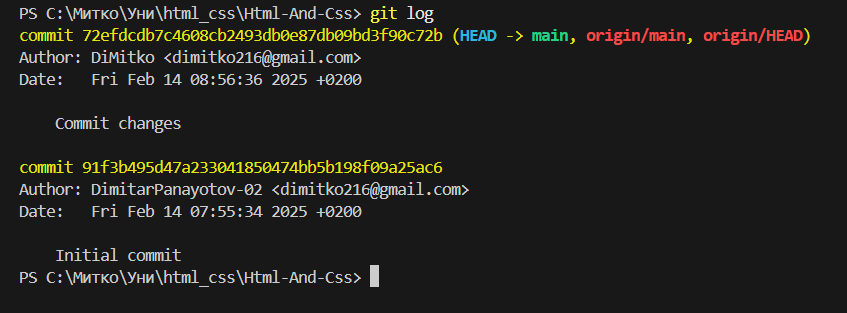 PS C:\Митко\Уни\html_css\Html-And-Css> git log
commit 72efdcdb7c4608cb2493db0e87db09bd3f90c72b (HEAD -> main, origin/main, origin/HEAD)
Author: DiMitko <dimitko216@gmail.com>
Date:   Fri Feb 14 08:56:36 2025 +0200
    Commit changes
commit 91f3b495d47a233041850474bb5b198f09a25ac6
Author: DimitarPanayotov-02 <dimitko216@gmail.com>
Date:   Fri Feb 14 07:55:34 2025 +0200
    Initial commit
PS C:\Митко\Уни\html_css\Html-And-Css>